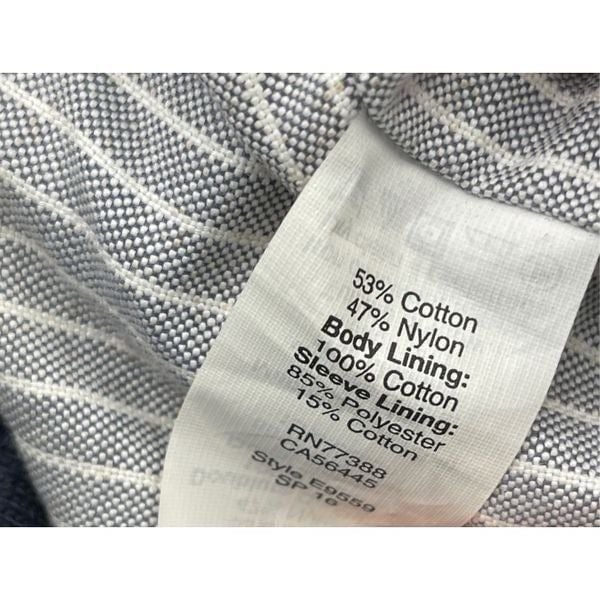 53% Cotton
47% Nylon
Body Lining:
100% Cotton
Sleeve Lining:
85% Polyester
15% Cotton
RN77388
CA56445
Style E9559
SP 16